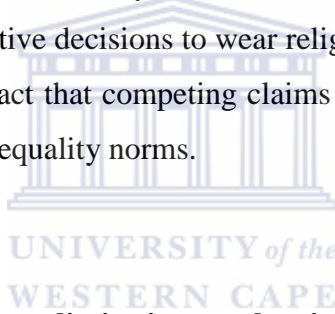 tive decisions to wear relig
act that competing claims
equality norms.
UNIVERSITY of the
WESTERN CAPE